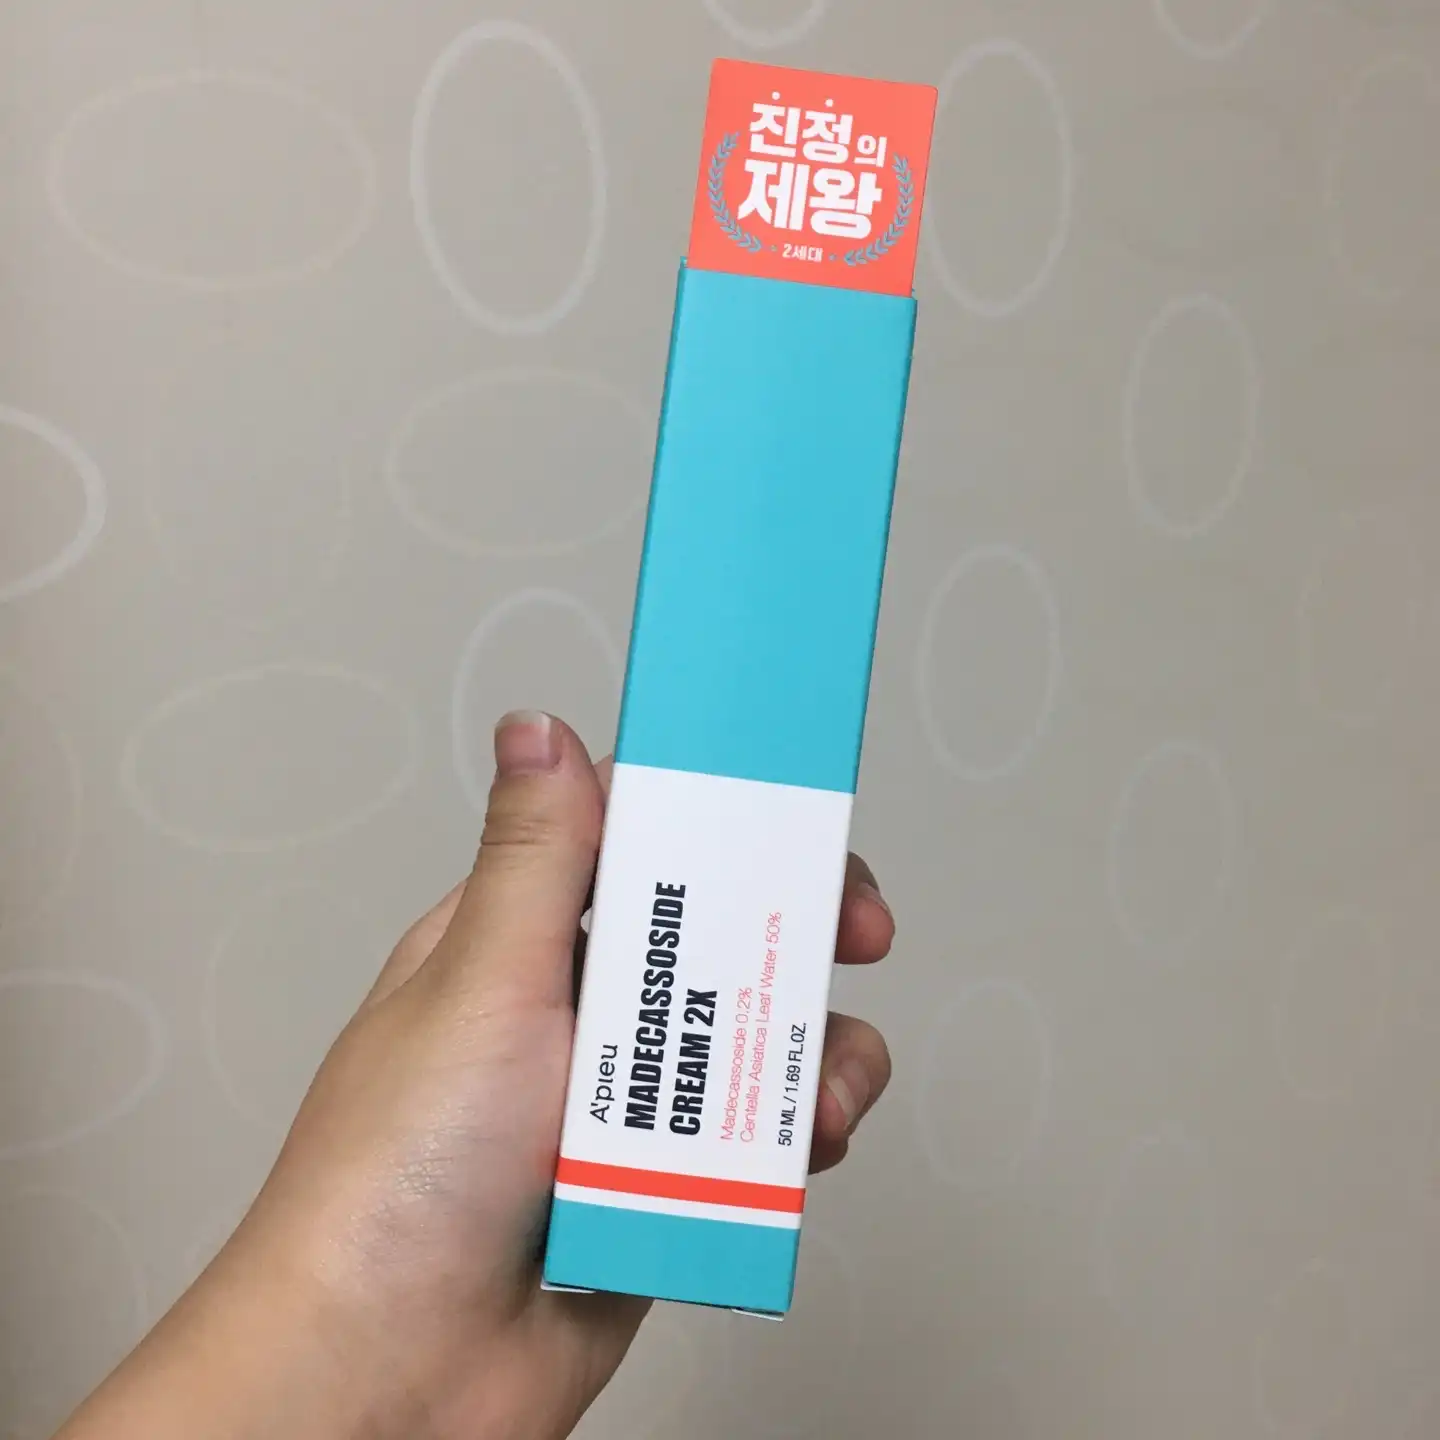 진정의
제왕
2세대
A'PIEU
MADECASSOSIDE
CREAM 2X
Madecassoside 0.2%
Centella Asiatica Leaf Water 50%
50 ML / 1.69 FL.OZ.